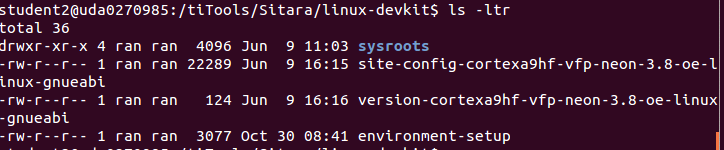 student2@uda0270985:/tiTools/Sitara/linux-devkit$ ls -ltr
total 36
drwxr-xr-x 4 ran ran  4096 Jun  9 11:03 sysroots
-rw-r--r-- 1 ran ran 22289 Jun  9 16:15 site-config-cortexa9hf-vfp-neon-3.8-oe-l
inux-gnueabi
-rw-r--r-- 1 ran ran   124 Jun  9 16:16 version-cortexa9hf-vfp-neon-3.8-oe-linux
-gnueabi
-rw-r--r-- 1 ran ran  3077 Oct 30 08:41 environment-setup